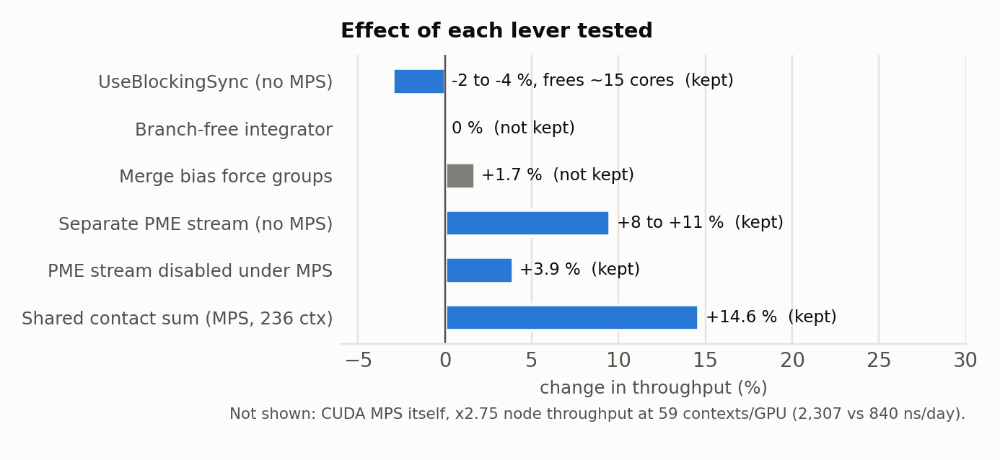 Effect of each lever tested
UseBlockingSync (no MPS) -2 to -4 %, frees ~15 cores  (kept)
Branch-free integrator 0 %  (not kept)
Merge bias force groups +1.7 %  (not kept)
Separate PME stream (no MPS) +8 to +11 %  (kept)
PME stream disabled under MPS +3.9 %  (kept)
Shared contact sum (MPS, 236 ctx) +14.6 %  (kept)
−5 0 5 10 15 20 25 30
change in throughput (%)
Not shown: CUDA MPS itself, x2.75 node throughput at 59 contexts/GPU (2,307 vs 840 ns/day).